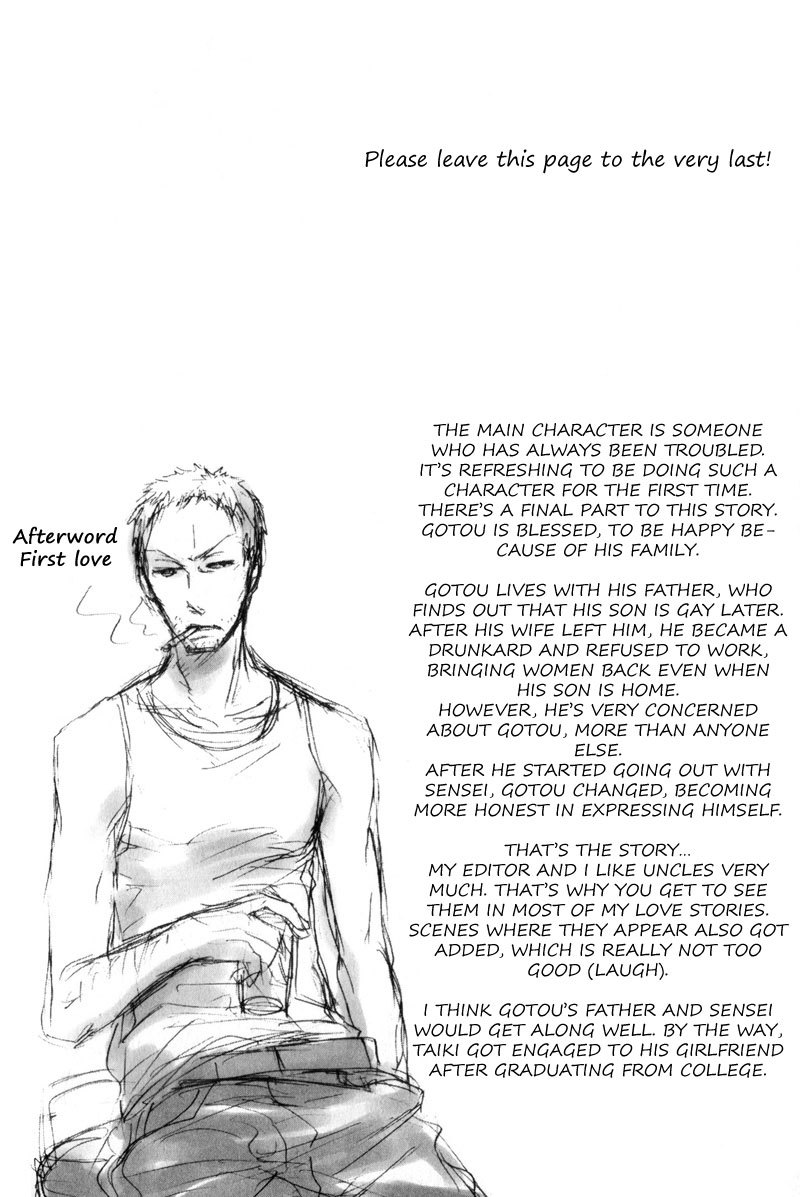 Please leave this page to the very last!
Afterword
First love
THE MAIN CHARACTER IS SOMEONE
WHO HAS ALWAYS BEEN TROUBLED.
IT'S REFRESHING TO BE DOING SUCH A
CHARACTER FOR THE FIRST TIME.
THERE'S A FINAL PART TO THIS STORY.
GOTOU IS BLESSED, TO BE HAPPY BE-
CAUSE OF HIS FAMILY.
GOTOU LIVES WITH HIS FATHER, WHO
FINDS OUT THAT HIS SON IS GAY LATER.
AFTER HIS WIFE LEFT HIM, HE BECAME A
DRUNKARD AND REFUSED TO WORK,
BRINGING WOMEN BACK EVEN WHEN
HIS SON IS HOME.
HOWEVER, HE'S VERY CONCERNED
ABOUT GOTOU, MORE THAN ANYONE
ELSE.
AFTER HE STARTED GOING OUT WITH
SENSEI, GOTOU CHANGED, BECOMING
MORE HONEST IN EXPRESSING HIMSELF.
THAT'S THE STORY...
MY EDITOR AND I LIKE UNCLES VERY
MUCH. THAT'S WHY YOU GET TO SEE
THEM IN MOST OF MY LOVE STORIES.
SCENES WHERE THEY APPEAR ALSO GOT
ADDED, WHICH IS REALLY NOT TOO
GOOD (LAUGH).
I THINK GOTOU'S FATHER AND SENSEI
WOULD GET ALONG WELL. BY THE WAY,
TAIKI GOT ENGAGED TO HIS GIRLFRIEND
AFTER GRADUATING FROM COLLEGE.